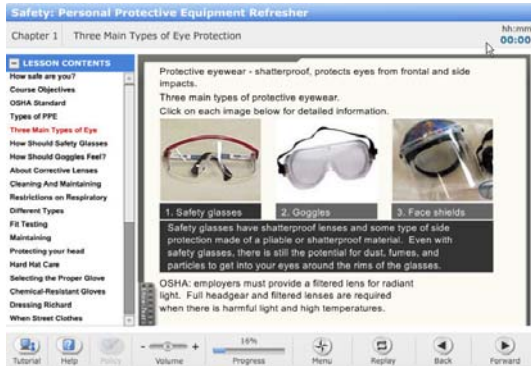 Safety: Personal Protective Equipment Refresher
Chapter 1 Three Main Types of Eye Protection
hh:mm
00:00
LESSON CONTENTS
How safe are you?
Course Objectives
OSHA Standard
Types of PPE
Three Main Types of Eye
How Should Safety Glasses
How Should Goggles Feel?
About Corrective Lenses
Cleaning And Maintaining
Restrictions on Respiratory
Different Types
Fit Testing
Maintaining
Protecting your head
Hard Hat Care
Selecting the Proper Glove
Chemical-Resistant Gloves
Dressing Richard
When Street Clothes
Protective eyewear - shatterproof, protects eyes from frontal and side
impacts.
Three main types of protective eyewear.
Click on each image below for detailed information.
1. Safety glasses
2. Goggles
3. Face shields
Safety glasses have shatterproof lenses and some type of side
protection made of a pliable or shatterproof material. Even with
safety glasses, there is still the potential for dust, fumes, and
particles to get into your eyes around the rims of the glasses.
OSHA: employers must provide a filtered lens for radiant
light. Full headgear and filtered lenses are required
when there is harmful light and high temperatures.
Tutorial
Help
Policy
- +
Volume
16%
Progress
Menu
Replay
Back
Forward